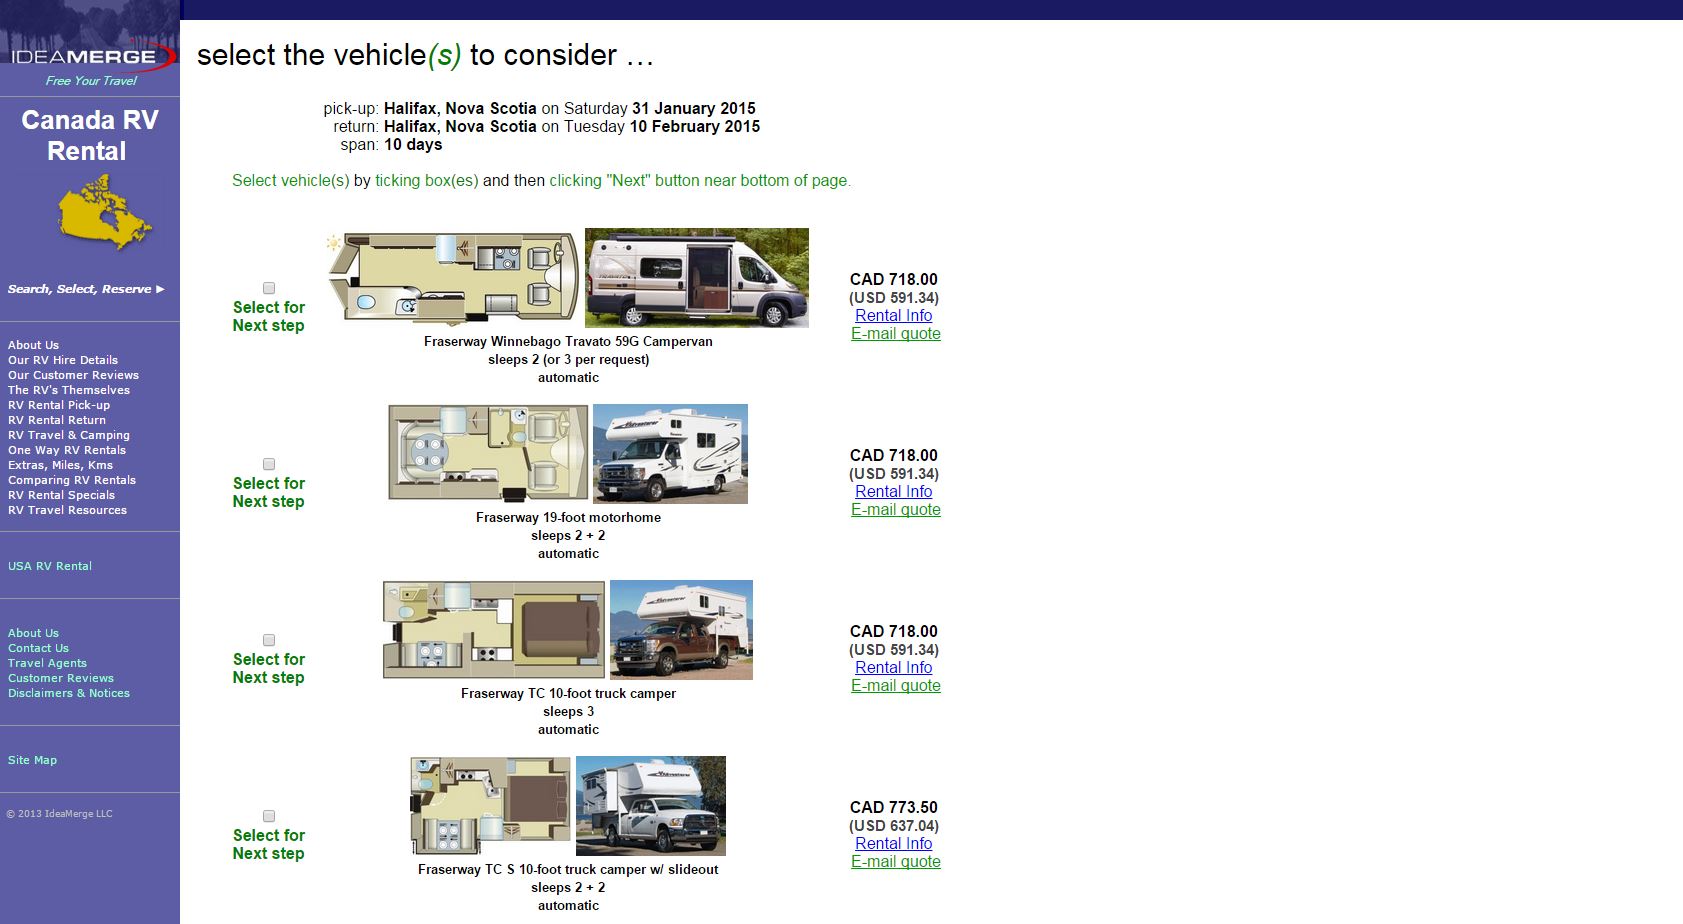 IDEAMERGE
Free Your Travel
Canada RV
Rental
Search, Select, Reserve ►
About Us
Our RV Hire Details
Our Customer Reviews
The RV's Themselves
RV Rental Pick-up
RV Rental Return
RV Travel & Camping
One Way RV Rentals
Extras, Miles, Kms
Comparing RV Rentals
RV Rental Specials
RV Travel Resources
USA RV Rental
About Us
Contact Us
Travel Agents
Customer Reviews
Disclaimers & Notices
Site Map
© 2013 IdeaMerge LLC
select the vehicle(s) to consider …
pick-up: Halifax, Nova Scotia on Saturday 31 January 2015
return: Halifax, Nova Scotia on Tuesday 10 February 2015
span: 10 days
Select vehicle(s) by ticking box(es) and then clicking "Next" button near bottom of page.
Select for
Next step
Fraserway Winnebago Travato 59G Campervan
sleeps 2 (or 3 per request)
automatic
CAD 718.00
(USD 591.34)
Rental Info
E-mail quote
Select for
Next step
Adventurer
Fraserway 19-foot motorhome
sleeps 2 + 2
automatic
CAD 718.00
(USD 591.34)
Rental Info
E-mail quote
Select for
Next step
Adventurer
Fraserway TC 10-foot truck camper
sleeps 3
automatic
CAD 718.00
(USD 591.34)
Rental Info
E-mail quote
Select for
Next step
Adventurer
Fraserway TC S 10-foot truck camper w/ slideout
sleeps 2 + 2
automatic
CAD 773.50
(USD 637.04)
Rental Info
E-mail quote